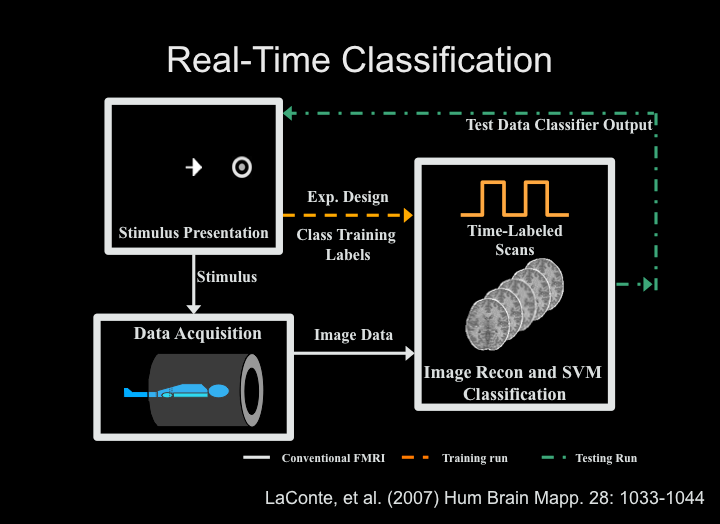 Real-Time Classification
Test Data Classifier Output
Stimulus Presentation
Exp. Design
Class Training
Labels
Time-Labeled
Scans
Stimulus
Data Acquisition
Image Data
Image Recon and SVM
Classification
Conventional FMRI
Training run
Testing Run
LaConte, et al. (2007) Hum Brain Mapp. 28: 1033-1044